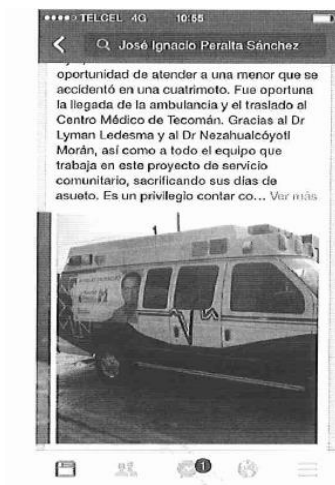 TELCEL 4G 10:55
José Ignacio Peralta Sánchez
oportunidad de atender a una menor que se
accidentó en una cuatrimoto. Fue oportuna
la llegada de la ambulancia y el traslado al
Centro Médico de Tecomán. Gracias al Dr
Lyman Ledesma y al Dr Nezahualcóyotl
Morán, así como a todo el equipo que
trabaja en este proyecto de servicio
comunitario, sacrificando sus días de
asueto. Es un privilegio contar co... Ver más
1